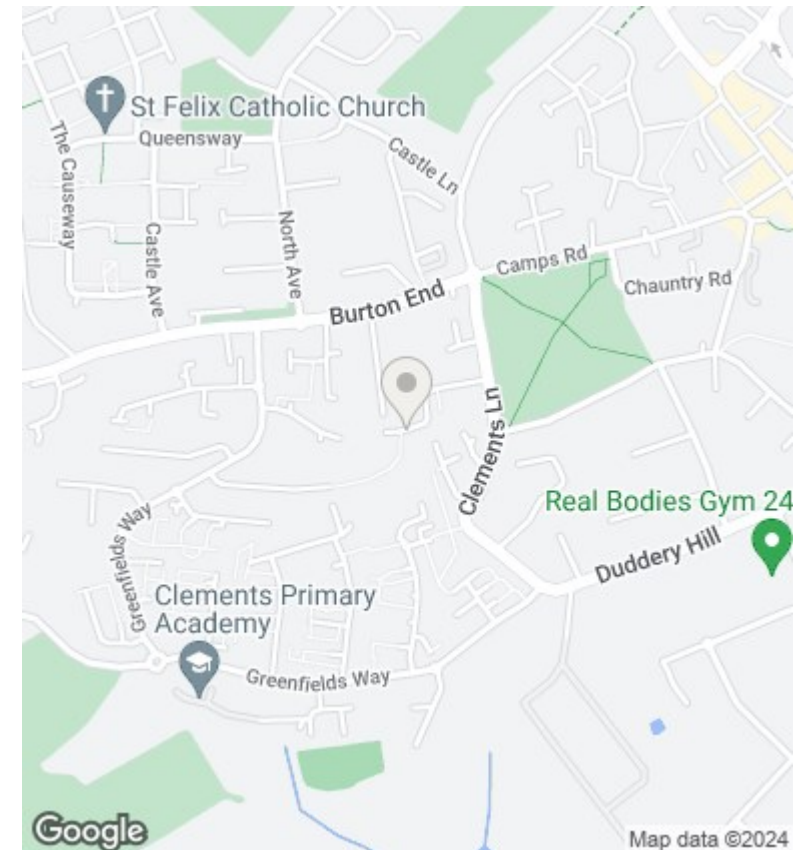 St Felix Catholic Church
Queensway
The Causeway
Castle Ave
North Ave
Castle Ln
Camps Rd
Burton End
Chauntry Rd
Clements Ln
Real Bodies Gym 24
Duddery Hill
Greenfields Way
Clements Primary
Academy
Greenfields Way
Google
Map data ©2024